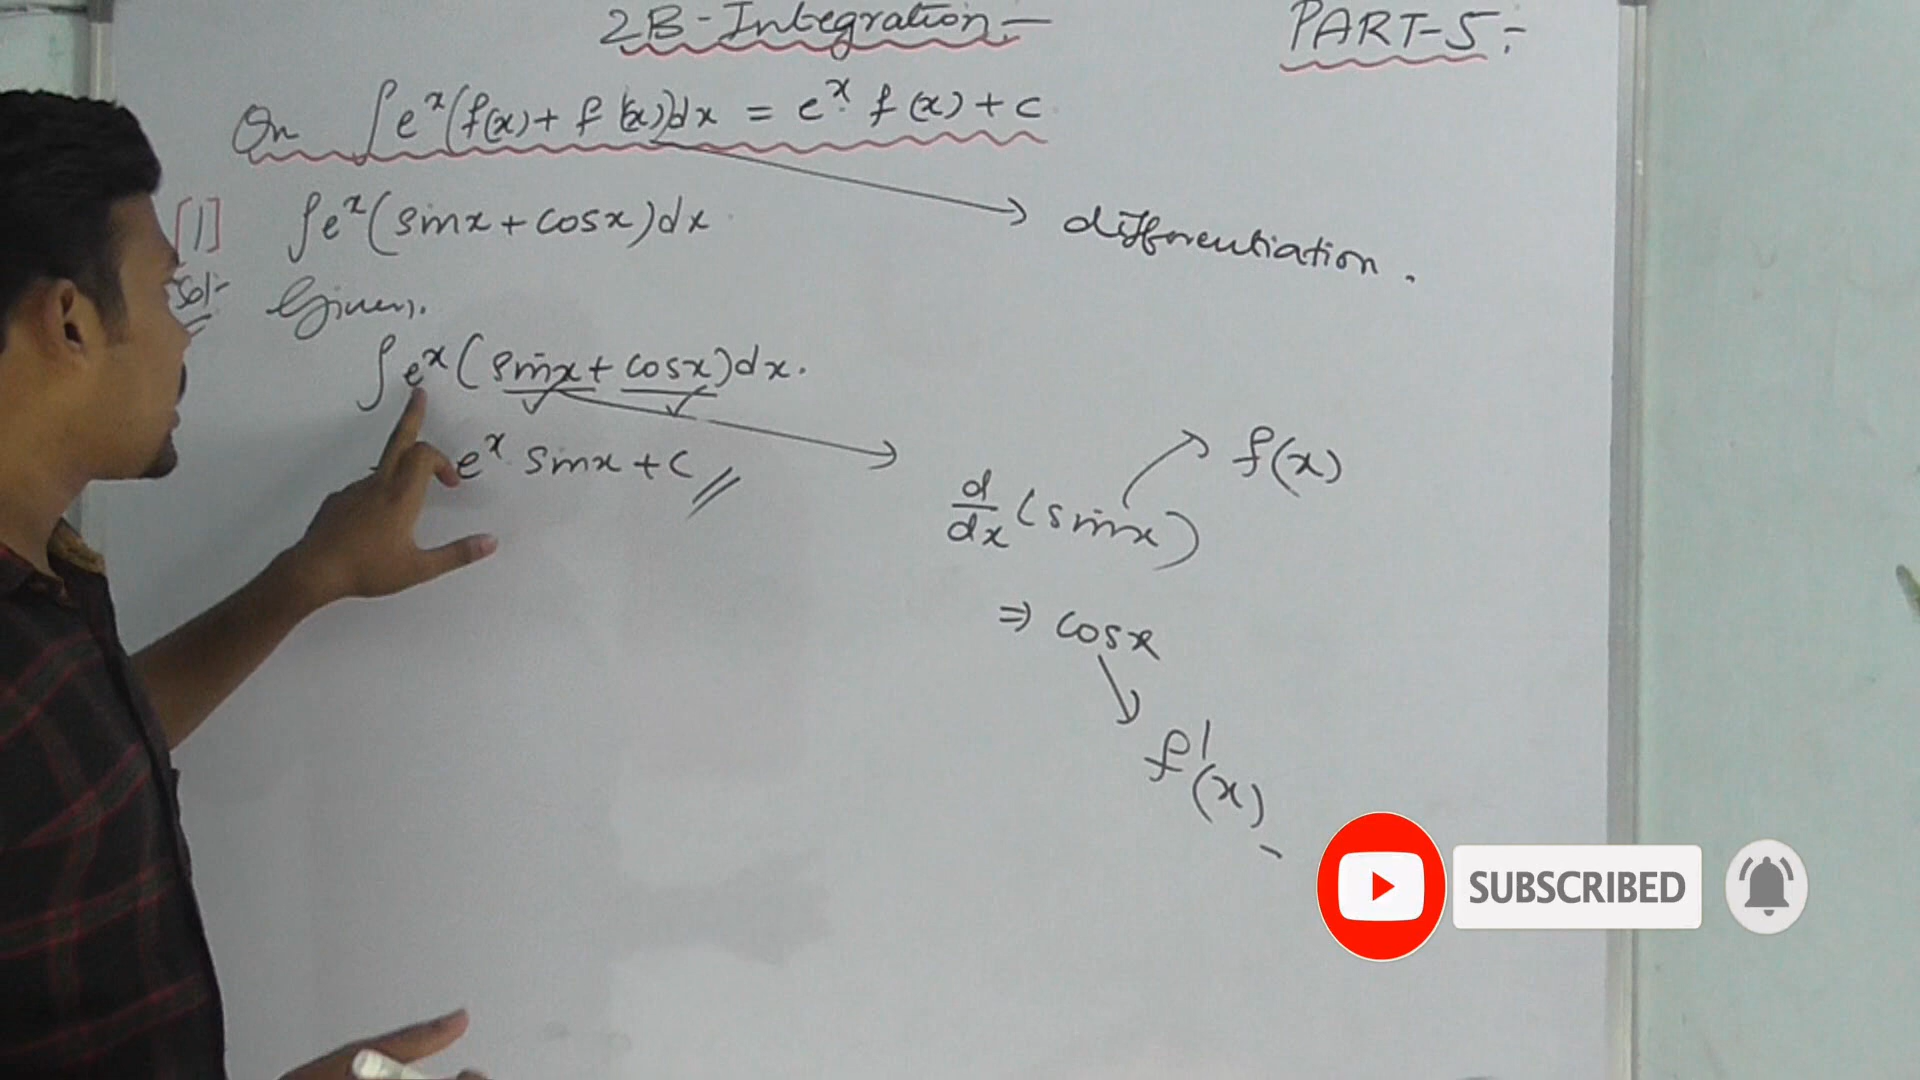 2B-Integration:-
PART-5:-
On ∫e^x(f(x)+f'(x))dx = e^x f(x)+c
[1] ∫e^x(sinx+cosx)dx.
differentiation.
Sol:- Given.
∫e^x(sinx+cosx)dx.
e^x sinx+c //
d/dx (sinx)
f(x)
⇒ cosx
f'(x)
SUBSCRIBED